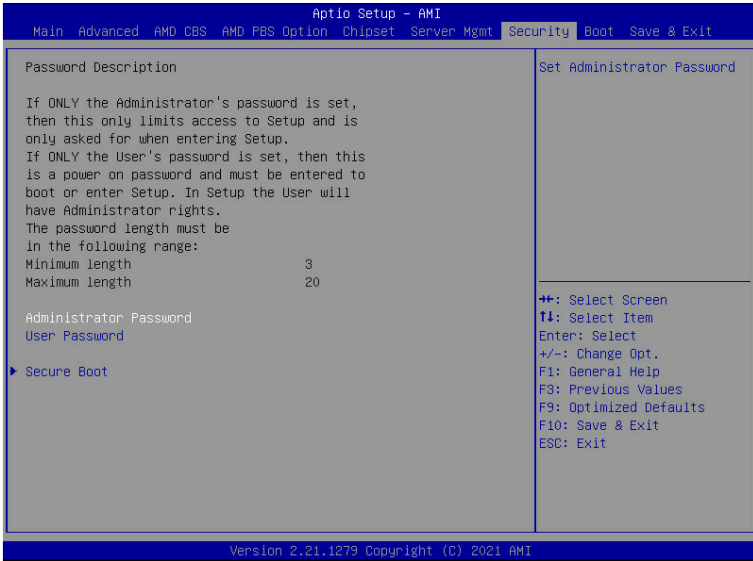 Aptio Setup – AMI
Main Advanced AMD CBS AMD PBS Option Chipset Server Mgmt Security Boot Save & Exit
Password Description
If ONLY the Administrator's password is set,
then this only limits access to Setup and is
only asked for when entering Setup.
If ONLY the User's password is set, then this
is a power on password and must be entered to
boot or enter Setup. In Setup the User will
have Administrator rights.
The password length must be
in the following range:
Minimum length 3
Maximum length 20
Administrator Password
User Password
Secure Boot
Set Administrator Password
→←: Select Screen
↑↓: Select Item
Enter: Select
+/-: Change Opt.
F1: General Help
F3: Previous Values
F9: Optimized Defaults
F10: Save & Exit
ESC: Exit
Version 2.21.1279 Copyright (C) 2021 AMI